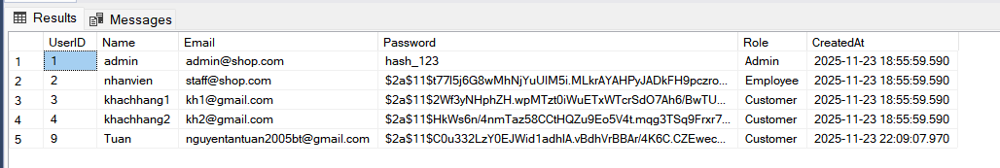 Results Messages
UserID Name Email Password Role CreatedAt
1 1 admin admin@shop.com hash_123 Admin 2025-11-23 18:55:59.590
2 2 nhanvien staff@shop.com $2a$11$t77I5j6G8wMhNjYuUIM5i.MLkrAYAHPyJADkFH9pczro... Employee 2025-11-23 18:55:59.590
3 3 khachhang1 kh1@gmail.com $2a$11$2Wf3yNHphZH.wpMTzt0iWuETxWTcrSdO7Ah6/BwTU... Customer 2025-11-23 18:55:59.590
4 4 khachhang2 kh2@gmail.com $2a$11$HkWs6n/4nmTaz58CCtHQZu9Eo5V4t.mqg3TSq9Frxr7... Customer 2025-11-23 18:55:59.590
5 9 Tuan nguyentantuan2005bt@gmail.com $2a$11$C0u332LzY0EJWid1adhIA.vBdhVrBBAr/4K6C.CZEwec... Customer 2025-11-23 22:09:07.970